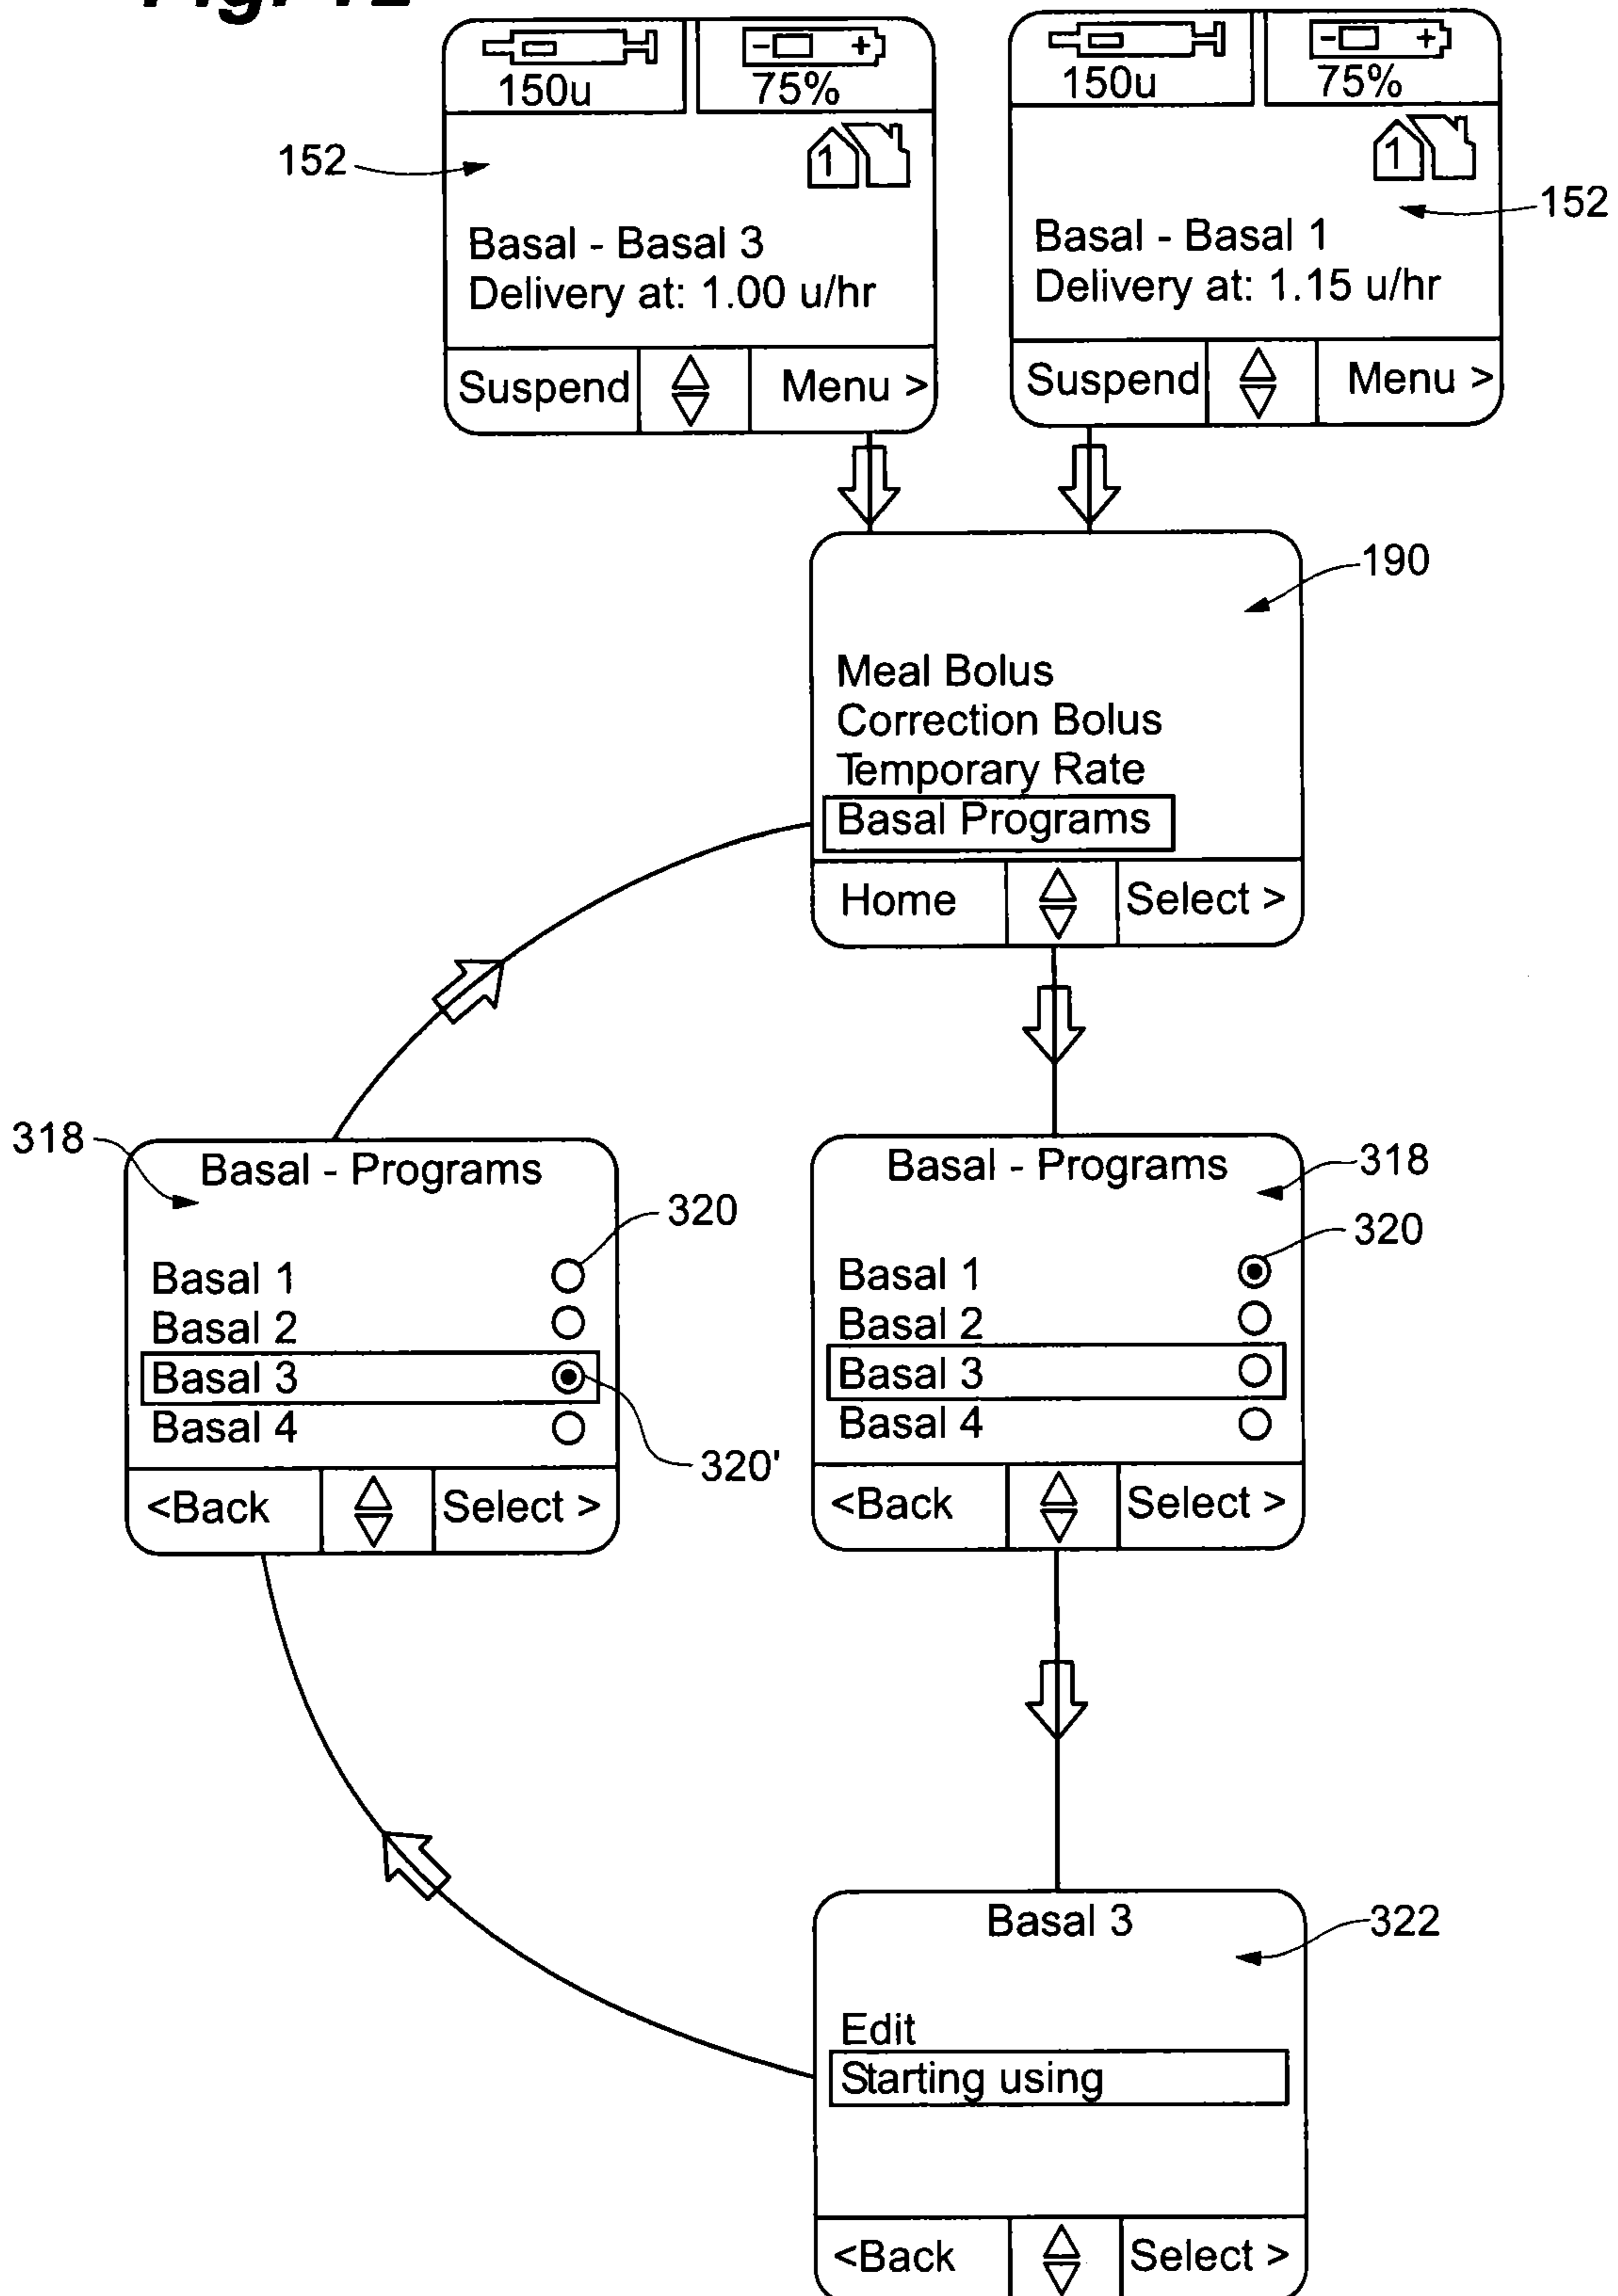 150u
- +
75%
150u
- +
75%
1
1
152
152
Basal - Basal 3
Delivery at: 1.00 u/hr
Basal - Basal 1
Delivery at: 1.15 u/hr
Suspend Menu >
Suspend Menu >
190
Meal Bolus
Correction Bolus
Temporary Rate
Basal Programs
Home Select >
318
Basal - Programs
320
Basal 1
Basal 2
Basal 3
Basal 4
320'
<Back Select >
Basal - Programs
318
320
Basal 1
Basal 2
Basal 3
Basal 4
<Back Select >
Basal 3
322
Edit
Starting using
<Back Select >